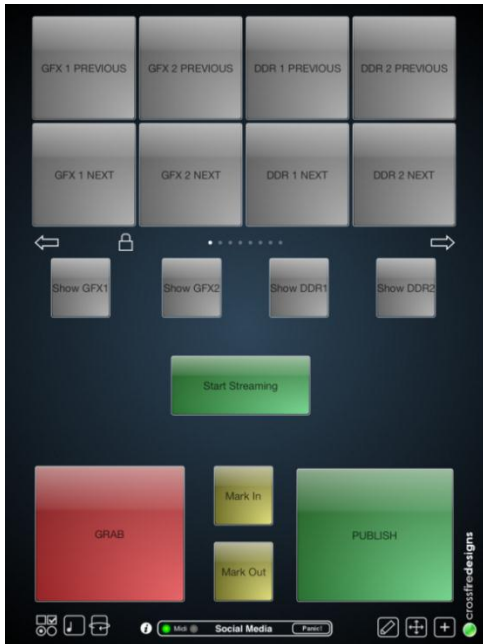 GFX 1 PREVIOUS
GFX 2 PREVIOUS
DDR 1 PREVIOUS
DDR 2 PREVIOUS
GFX 1 NEXT
GFX 2 NEXT
DDR 1 NEXT
DDR 2 NEXT
Show GFX1
Show GFX2
Show DDR1
Show DDR2
Start Streaming
GRAB
Mark In
Mark Out
PUBLISH
crossfiredesigns
i
Midi
Social Media
Panic!